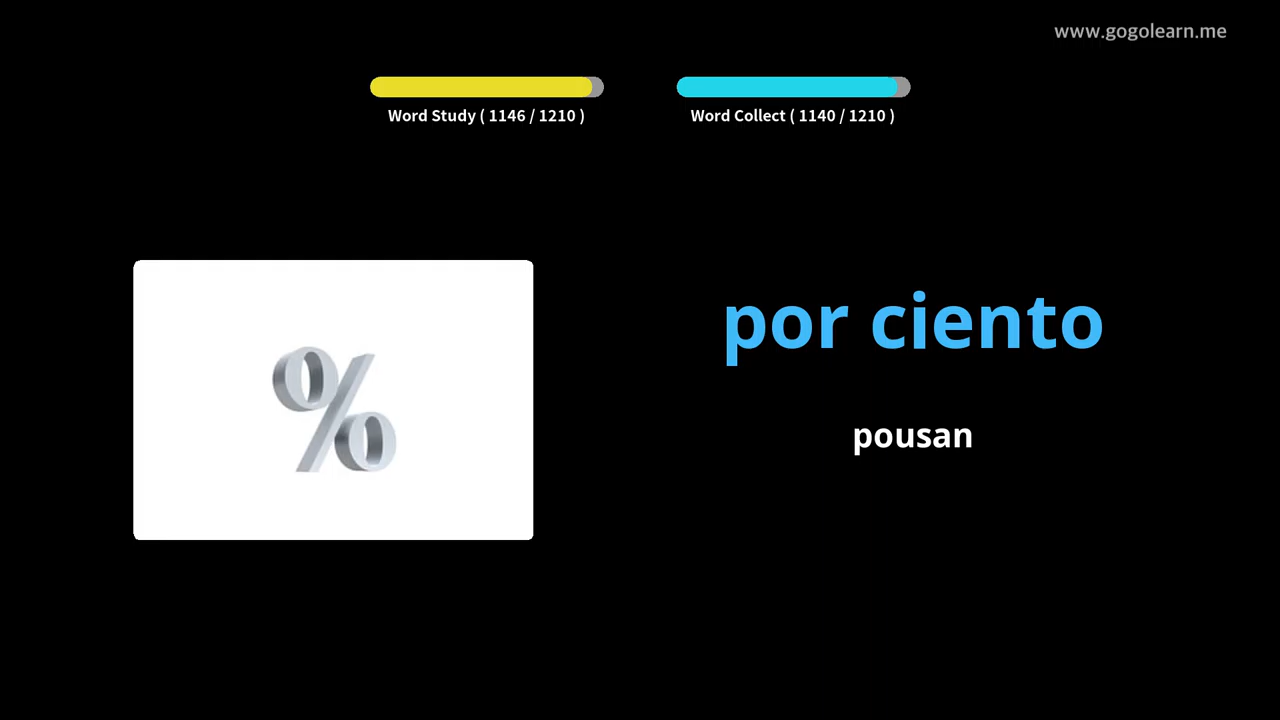 www.gogolearn.me
Word Study ( 1146 / 1210 )
Word Collect ( 1140 / 1210 )
%
por ciento
pousan